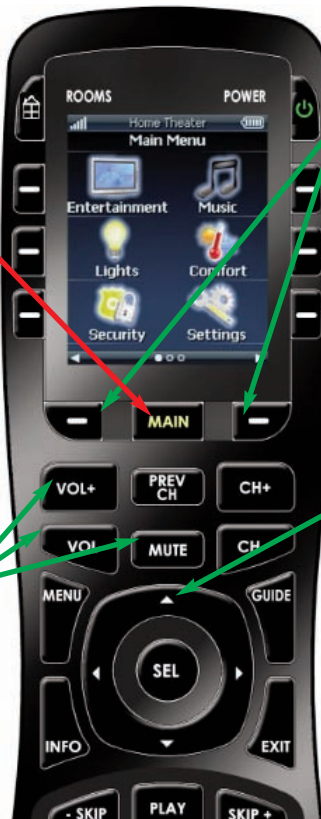 ROOMS POWER
Home Theater
Main Menu
Entertainment Music
Lights Comfort
Security Settings
MAIN
VOL+ PREV CH CH+
VOL MUTE CH
MENU GUIDE
SEL
INFO EXIT
- SKIP PLAY SKIP +